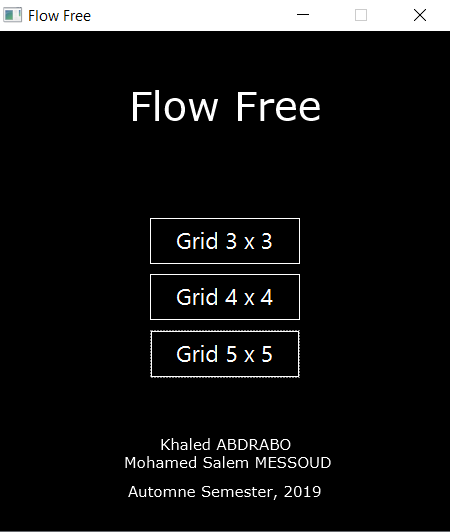 Flow Free
Flow Free
Grid 3 x 3
Grid 4 x 4
Grid 5 x 5
Khaled ABDRABO
Mohamed Salem MESSOUD
Automne Semester, 2019